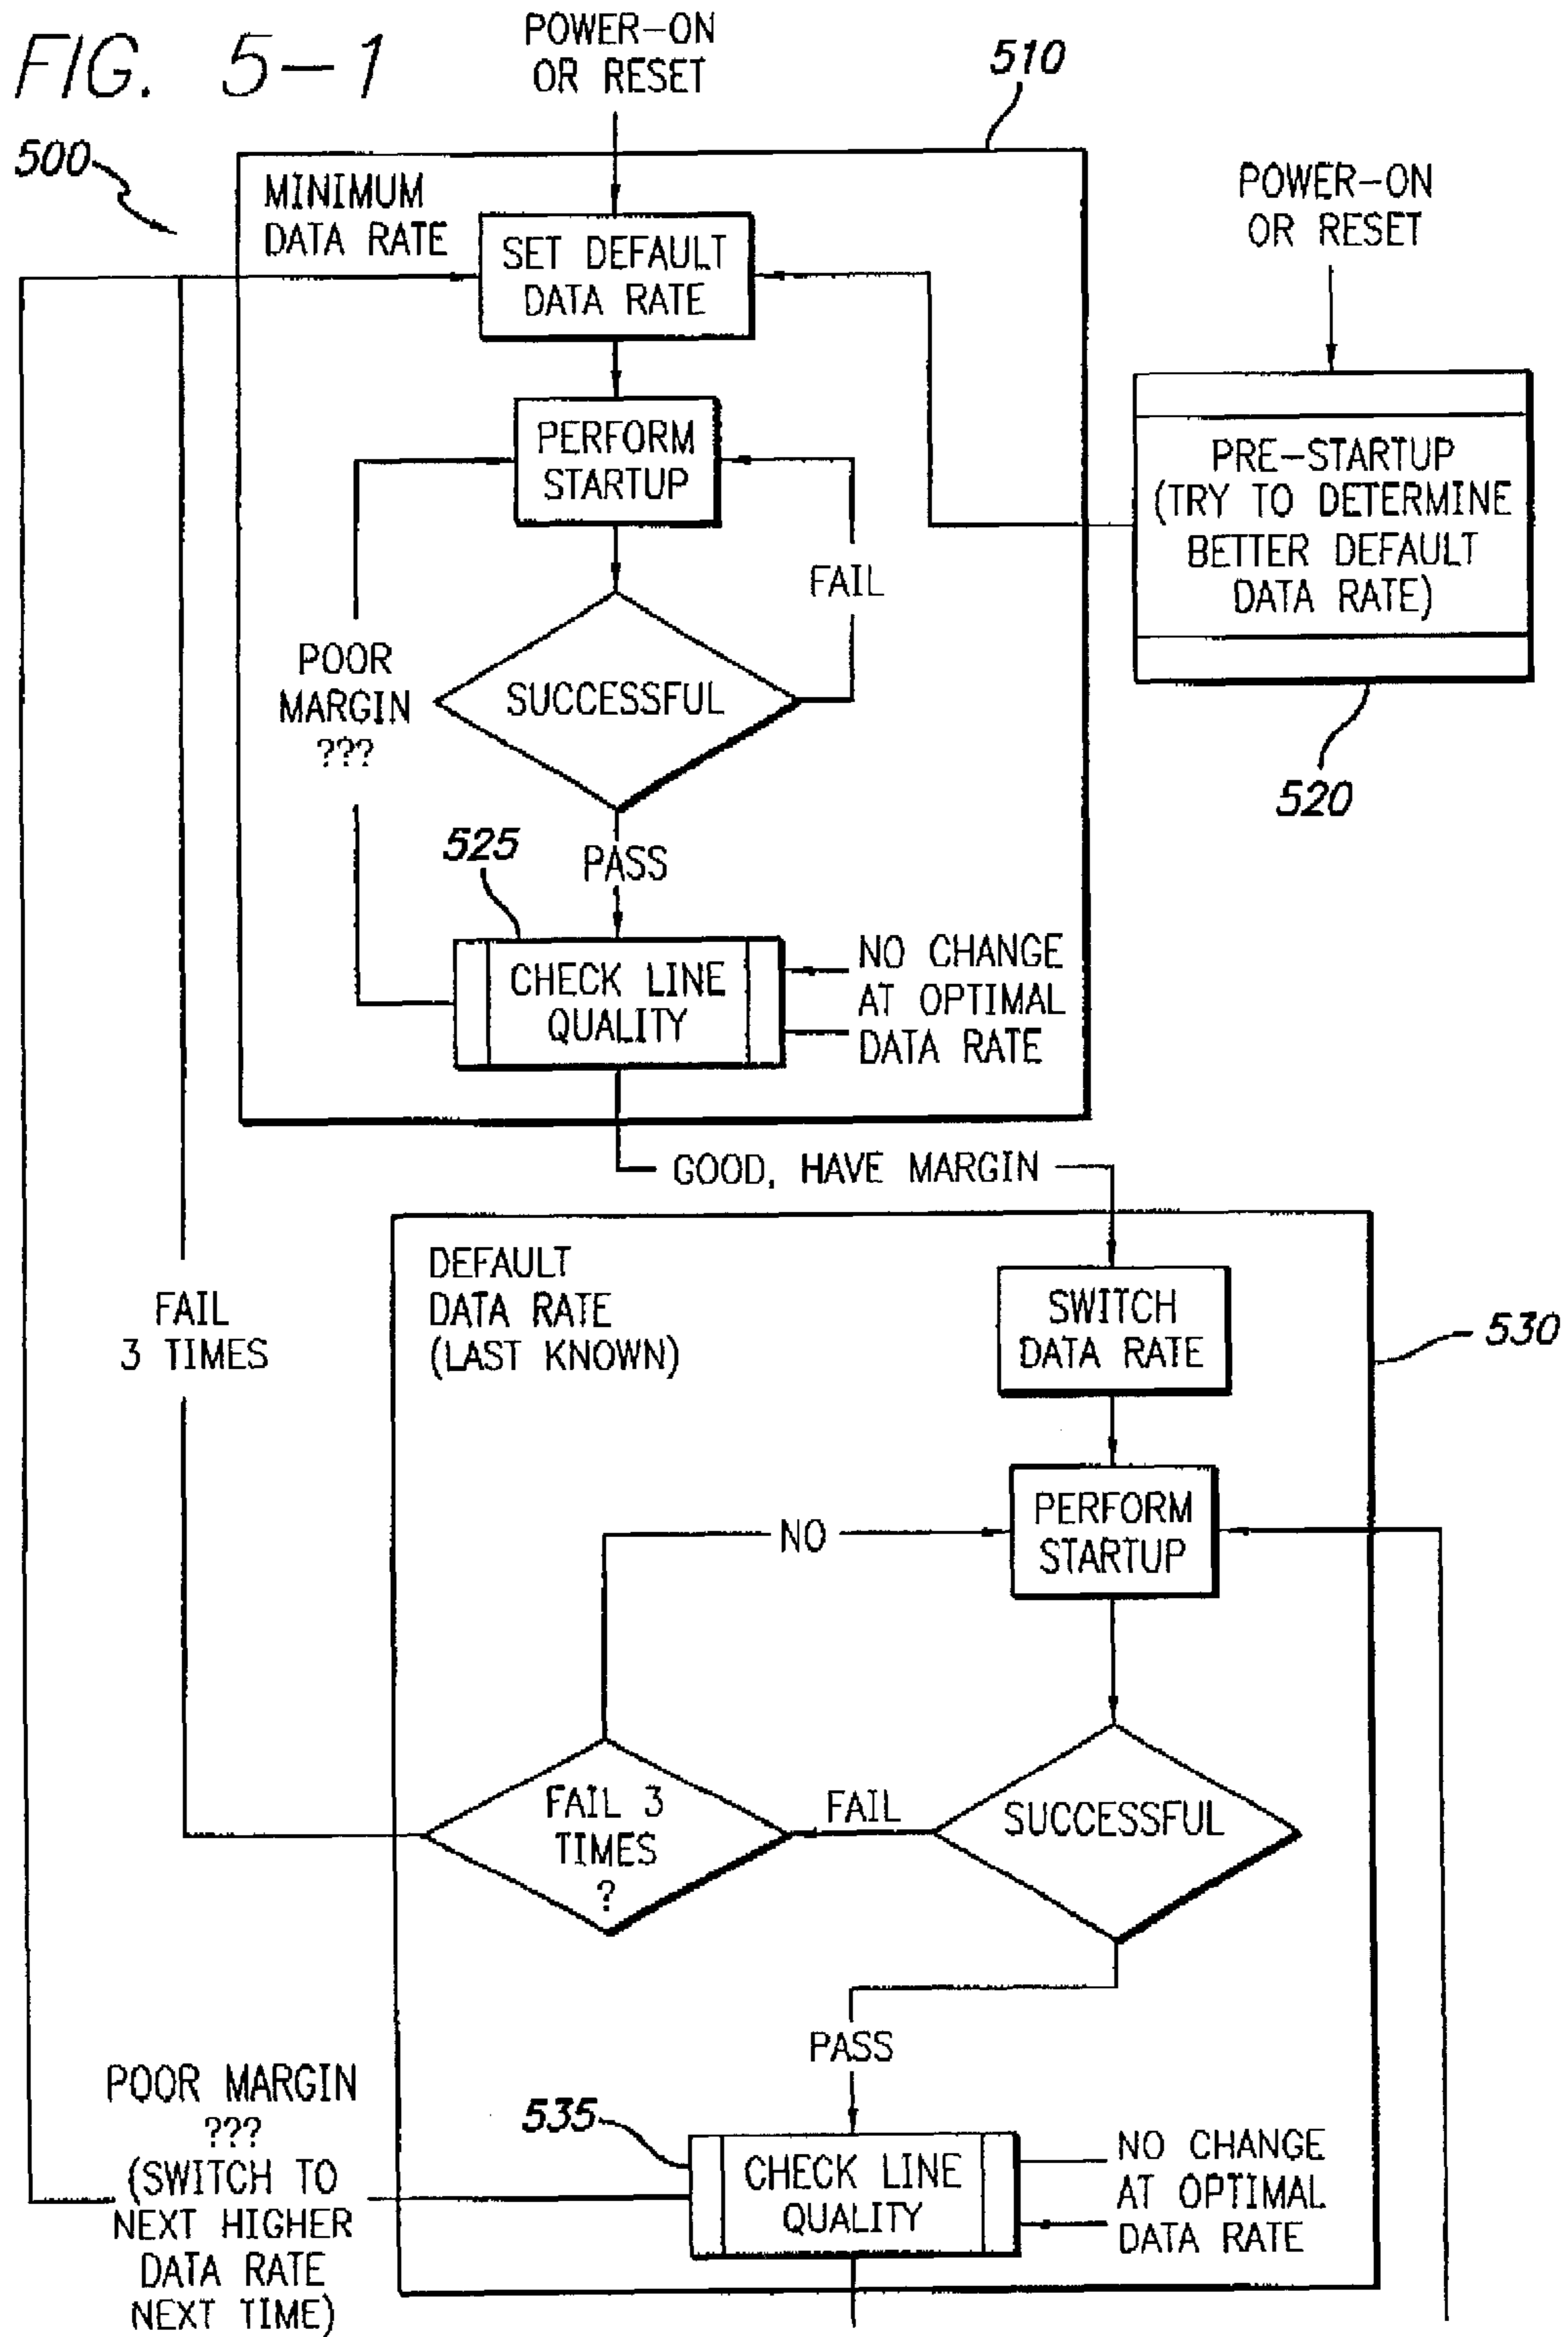 FIG. 5-1
POWER-ON
OR RESET
510
500
MINIMUM
DATA RATE
SET DEFAULT
DATA RATE
POWER-ON
OR RESET
PERFORM
STARTUP
PRE-STARTUP
(TRY TO DETERMINE
BETTER DEFAULT
DATA RATE)
FAIL
POOR
MARGIN
???
SUCCESSFUL
520
525
PASS
CHECK LINE
QUALITY
NO CHANGE
AT OPTIMAL
DATA RATE
GOOD, HAVE MARGIN
DEFAULT
DATA RATE
(LAST KNOWN)
SWITCH
DATA RATE
530
FAIL
3 TIMES
PERFORM
STARTUP
NO
FAIL 3
TIMES
?
FAIL
SUCCESSFUL
PASS
POOR MARGIN
???
(SWITCH TO
NEXT HIGHER
DATA RATE
NEXT TIME)
535
CHECK LINE
QUALITY
NO CHANGE
AT OPTIMAL
DATA RATE